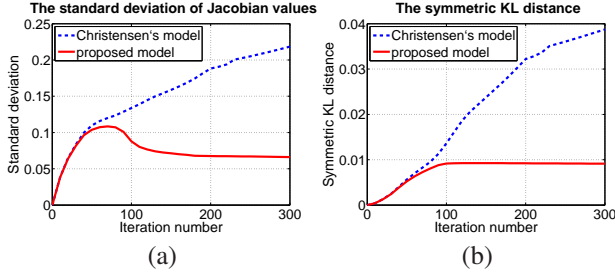 The standard deviation of Jacobian values
0.25
0.2
0.15
0.1
0.05
0
Standard deviation
Christensen's model
proposed model
0
100
200
300
Iteration number
(a)
The symmetric KL distance
0.04
0.03
0.02
0.01
0
Symmetric KL distance
Christensen's model
proposed model
0
100
200
300
Iteration number
(b)